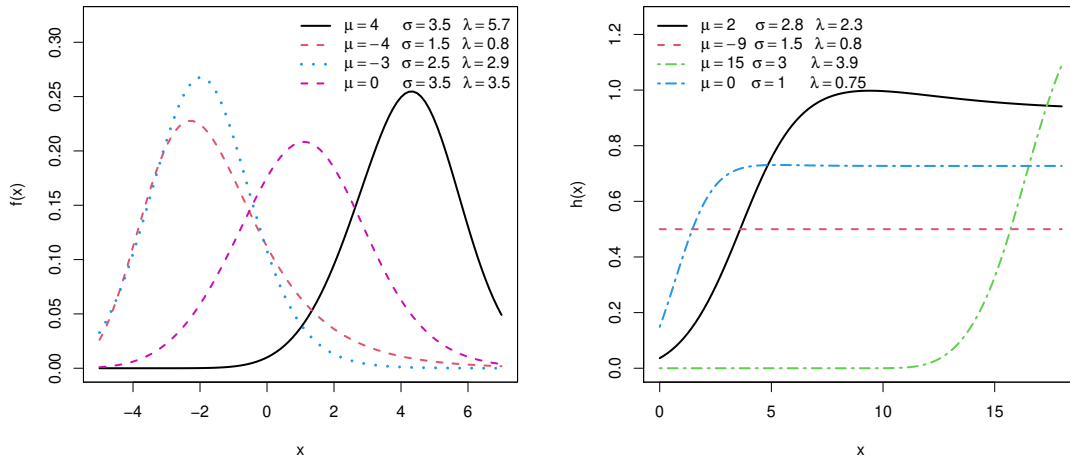 μ = 4 σ = 3.5 λ = 5.7
μ = −4 σ = 1.5 λ = 0.8
μ = −3 σ = 2.5 λ = 2.9
μ = 0 σ = 3.5 λ = 3.5
f(x)
0.30
0.25
0.20
0.15
0.10
0.05
0.00
−4 −2 0 2 4 6
x
μ = 2 σ = 2.8 λ = 2.3
μ = −9 σ = 1.5 λ = 0.8
μ = 15 σ = 3 λ = 3.9
μ = 0 σ = 1 λ = 0.75
h(x)
1.2
1.0
0.8
0.6
0.4
0.2
0.0
0 5 10 15
x